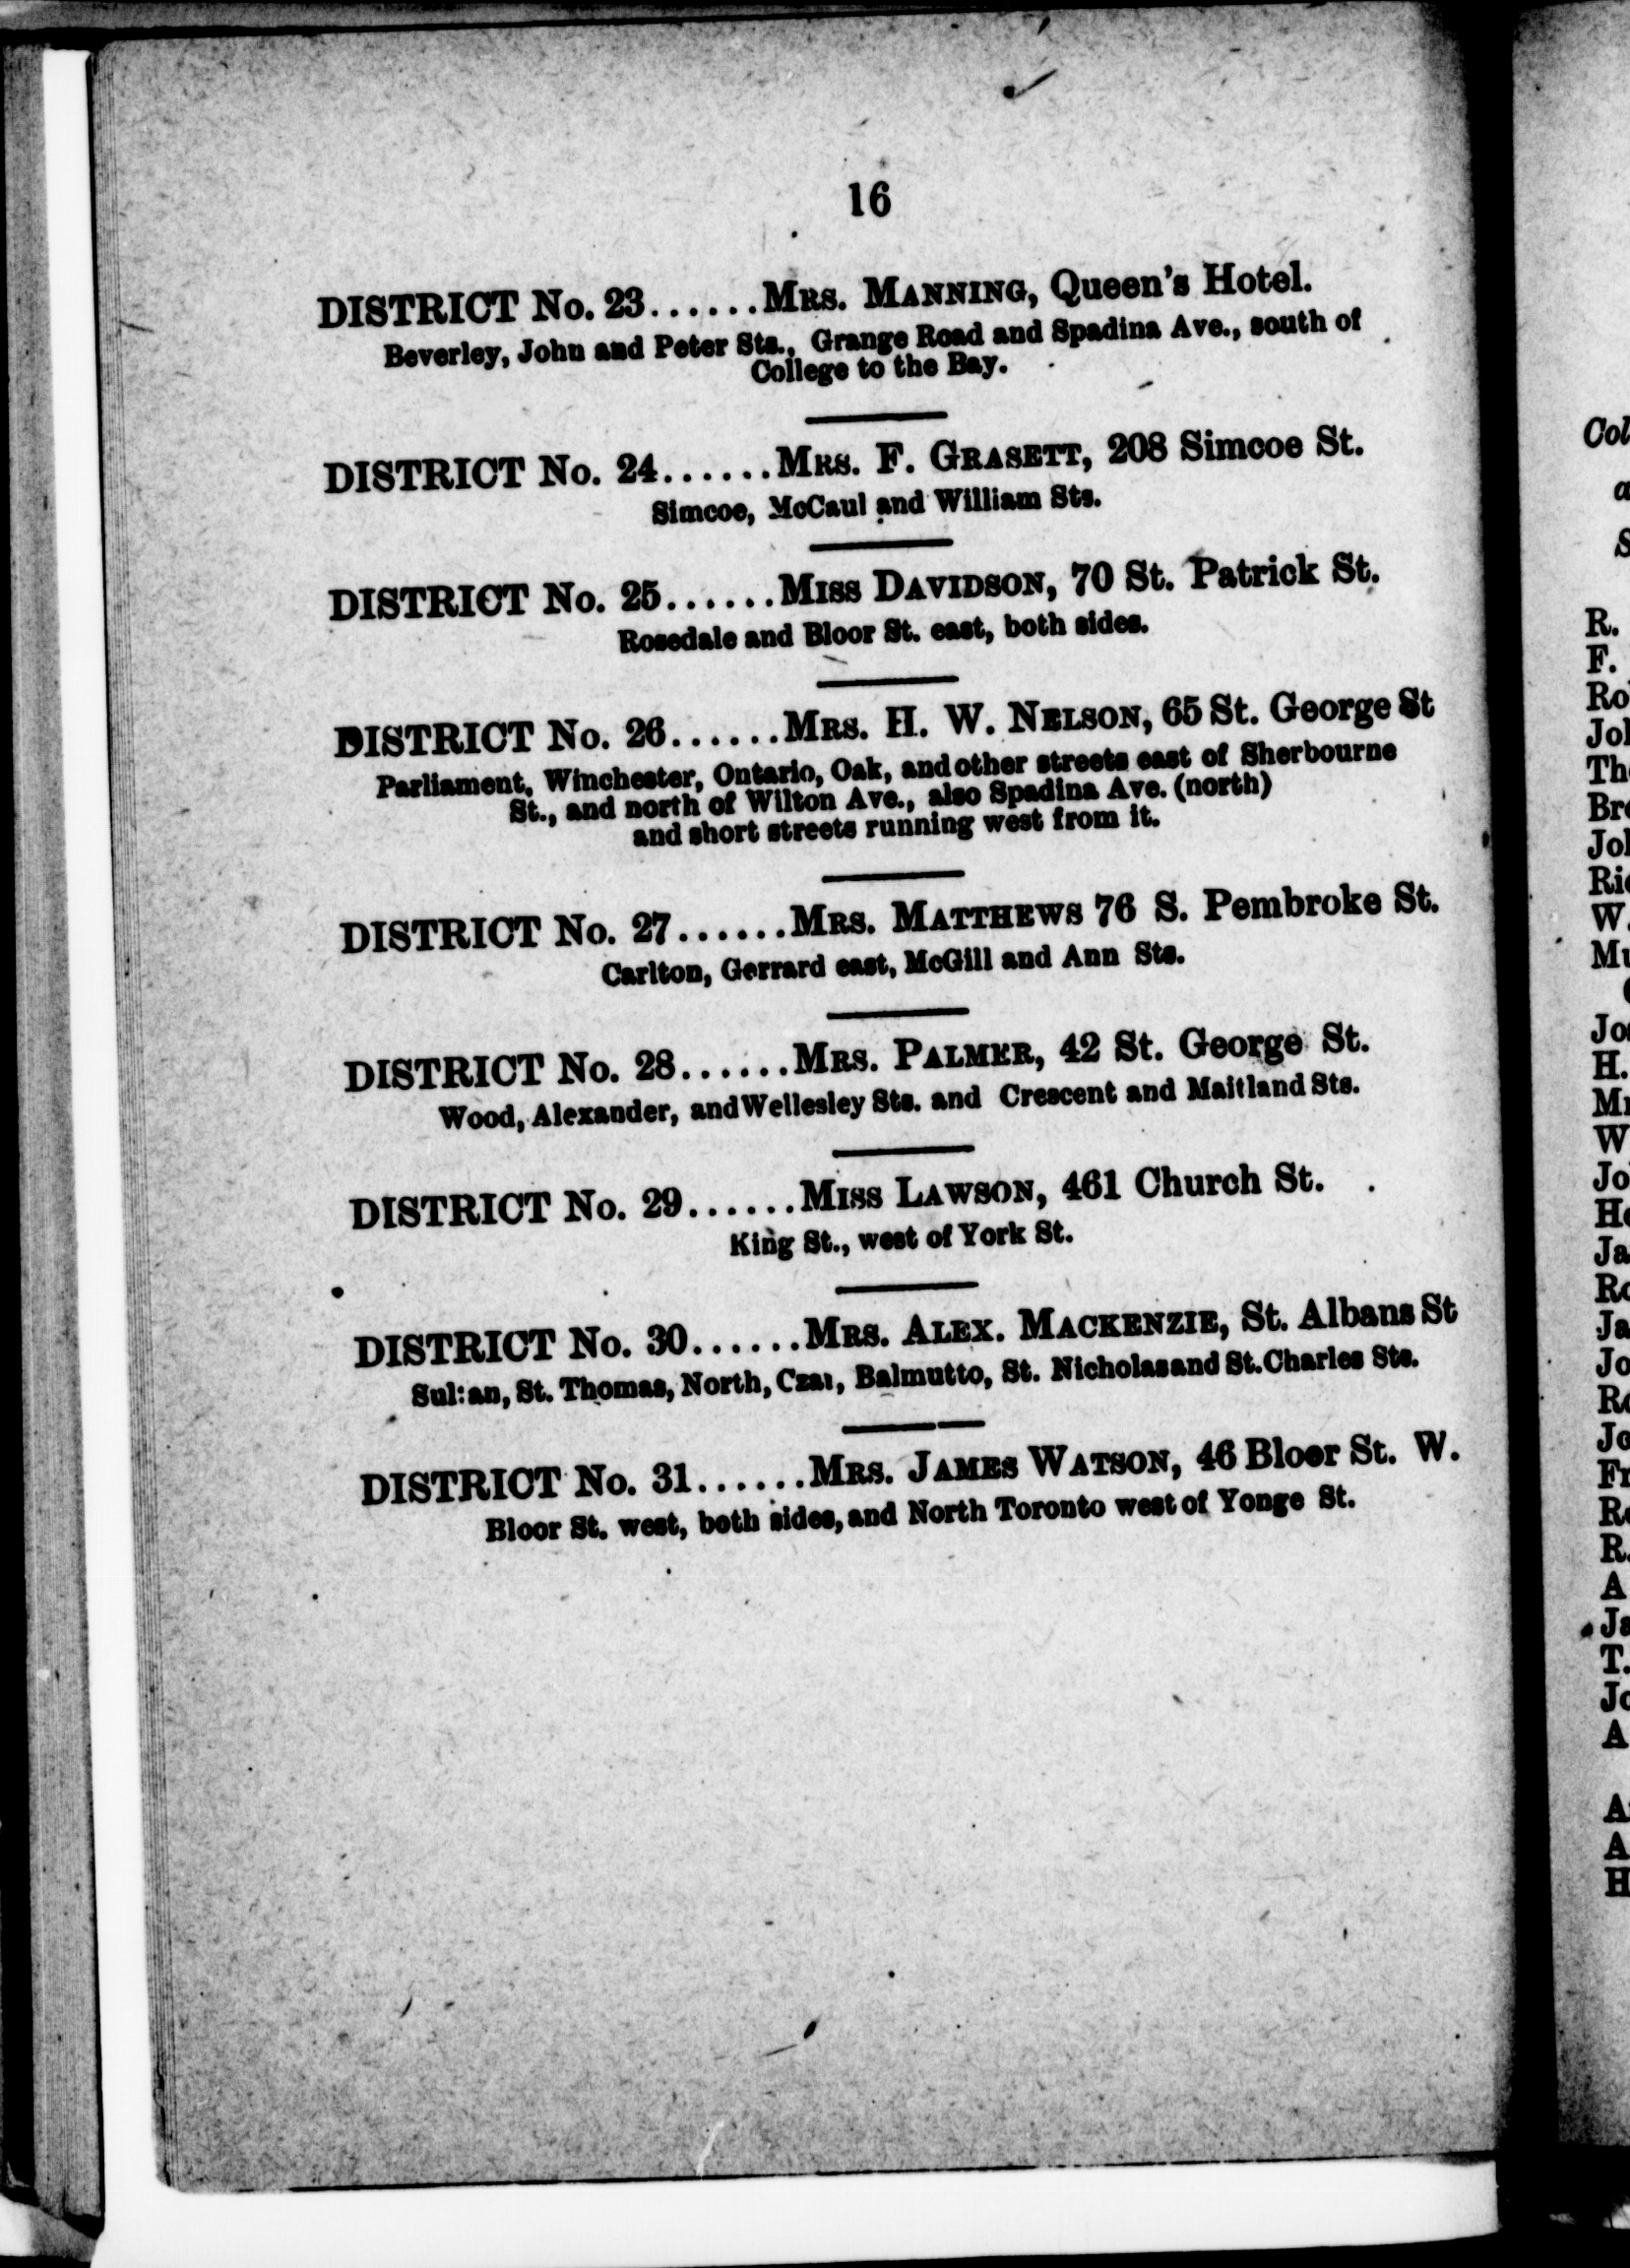 16
DISTRICT No. 23......Mrs. Manning, Queen's Hotel.
Beverley, John and Peter Sts., Grange Road and Spadina Ave., south of
College to the Bay.
DISTRICT No. 24......Mrs. F. Grasett, 208 Simcoe St.
Simcoe, McCaul and William Sts.
DISTRICT No. 25......Miss Davidson, 70 St. Patrick St.
Rosedale and Bloor St. east, both sides.
DISTRICT No. 26......Mrs. H. W. Nelson, 65 St. George St
Parliament, Winchester, Ontario, Oak, and other streets east of Sherbourne
St., and north of Wilton Ave., also Spadina Ave. (north)
and short streets running west from it.
DISTRICT No. 27......Mrs. Matthews 76 S. Pembroke St.
Carlton, Gerrard east, McGill and Ann Sts.
DISTRICT No. 28......Mrs. Palmer, 42 St. George St.
Wood, Alexander, and Wellesley Sts. and Crescent and Maitland Sts.
DISTRICT No. 29......Miss Lawson, 461 Church St.
King St., west of York St.
DISTRICT No. 30......Mrs. Alex. Mackenzie, St. Albans St
Sultan, St. Thomas, North, Czar, Balmutto, St. Nicholas and St. Charles Sts.
DISTRICT No. 31......Mrs. James Watson, 46 Bloor St. W.
Bloor St. west, both sides, and North Toronto west of Yonge St.